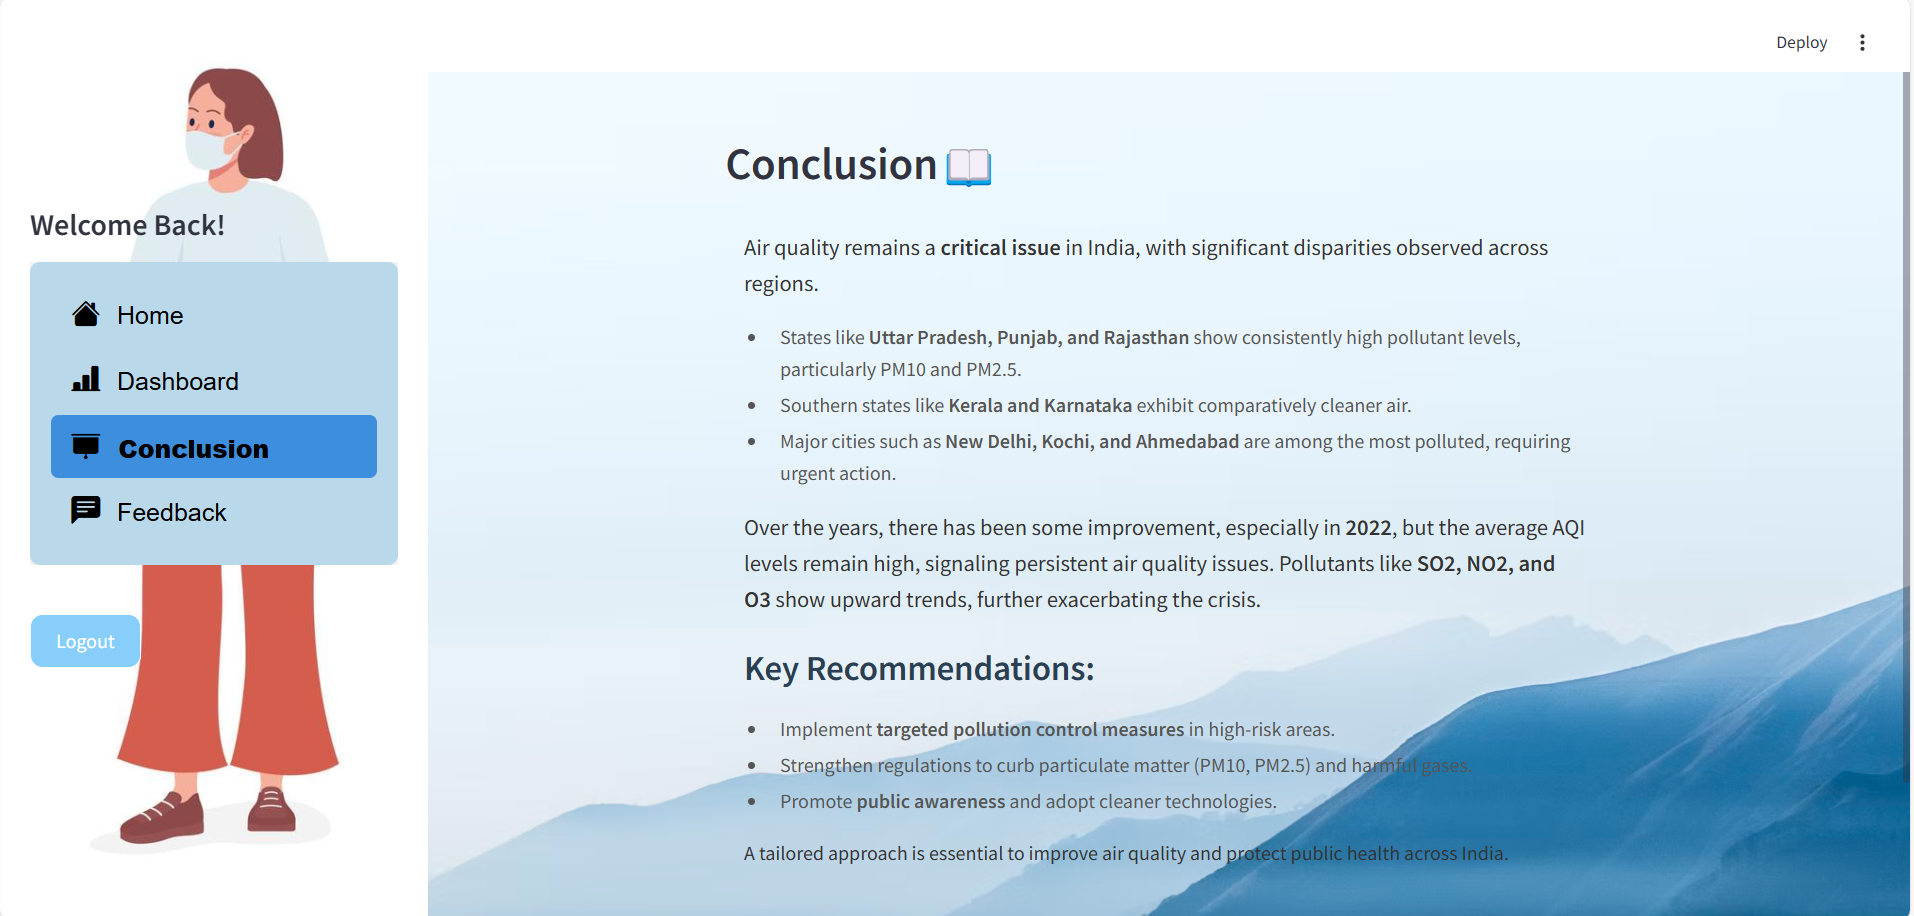 Deploy
Welcome Back!
Home
Dashboard
Conclusion
Feedback
Logout
Conclusion
Air quality remains a critical issue in India, with significant disparities observed across
regions.
States like Uttar Pradesh, Punjab, and Rajasthan show consistently high pollutant levels,
particularly PM10 and PM2.5.
Southern states like Kerala and Karnataka exhibit comparatively cleaner air.
Major cities such as New Delhi, Kochi, and Ahmedabad are among the most polluted, requiring
urgent action.
Over the years, there has been some improvement, especially in 2022, but the average AQI
levels remain high, signaling persistent air quality issues. Pollutants like SO2, NO2, and
O3 show upward trends, further exacerbating the crisis.
Key Recommendations:
Implement targeted pollution control measures in high-risk areas.
Strengthen regulations to curb particulate matter (PM10, PM2.5) and harmful gases.
Promote public awareness and adopt cleaner technologies.
A tailored approach is essential to improve air quality and protect public health across India.